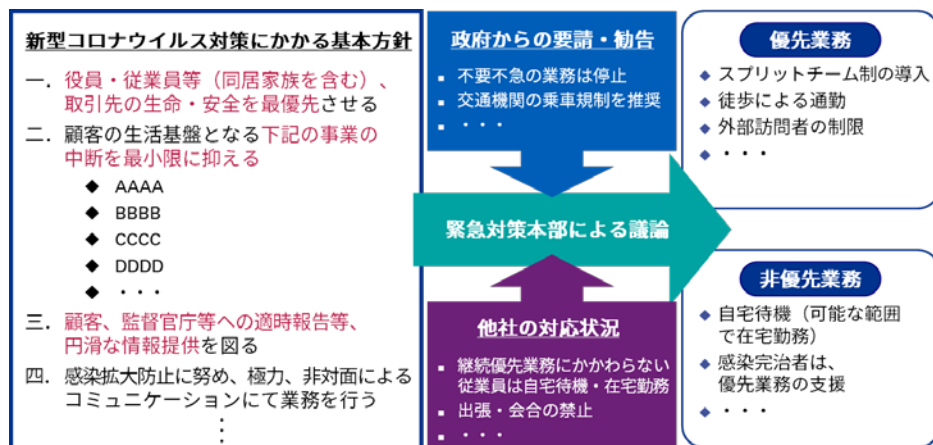 新型コロナウイルス対策にかかる基本方針
一．役員・従業員等（同居家族を含む）、
取引先の生命・安全を最優先させる
二．顧客の生活基盤となる下記の事業の
中断を最小限に抑える
◆ AAAA
◆ BBBB
◆ CCCC
◆ DDDD
◆ ・・・
三．顧客、監督官庁等への適時報告等、
円滑な情報提供を図る
四．感染拡大防止に努め、極力、非対面による
コミュニケーションにて業務を行う
⋮
政府からの要請・勧告
▪ 不要不急の業務は停止
▪ 交通機関の乗車規制を推奨
▪ ・・・
緊急対策本部による議論
他社の対応状況
▪ 継続優先業務にかかわらない
従業員は自宅待機・在宅勤務
▪ 出張・会合の禁止
▪ ・・・
優先業務
◆ スプリットチーム制の導入
◆ 徒歩による通勤
◆ 外部訪問者の制限
◆ ・・・
非優先業務
◆ 自宅待機（可能な範囲
で在宅勤務）
◆ 感染完治者は、
優先業務の支援
◆ ・・・